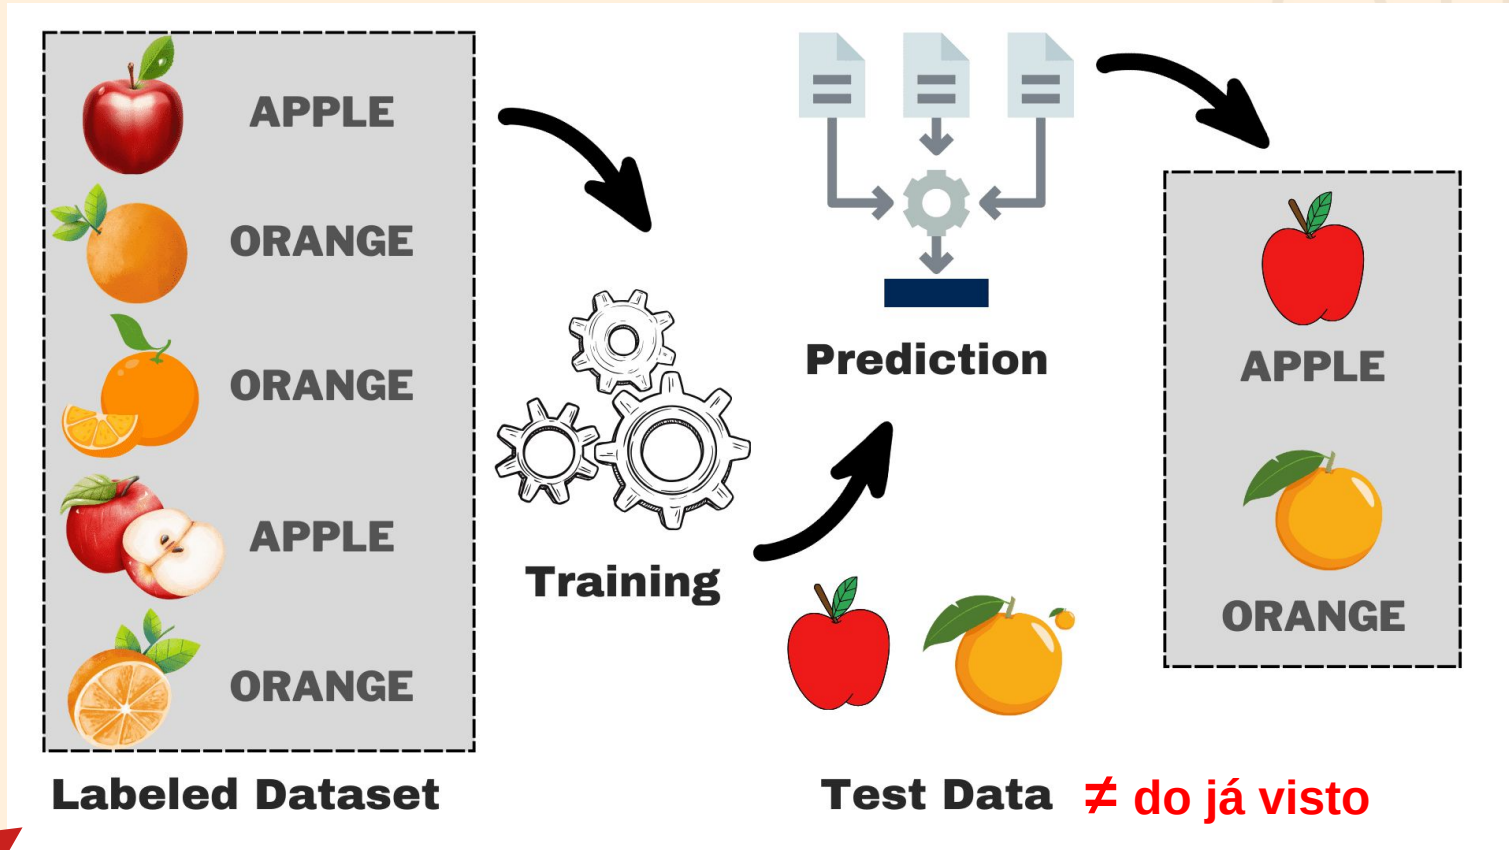 APPLE
ORANGE
ORANGE
APPLE
ORANGE
Labeled Dataset
Training
Prediction
Test Data ≠ do já visto
APPLE
ORANGE